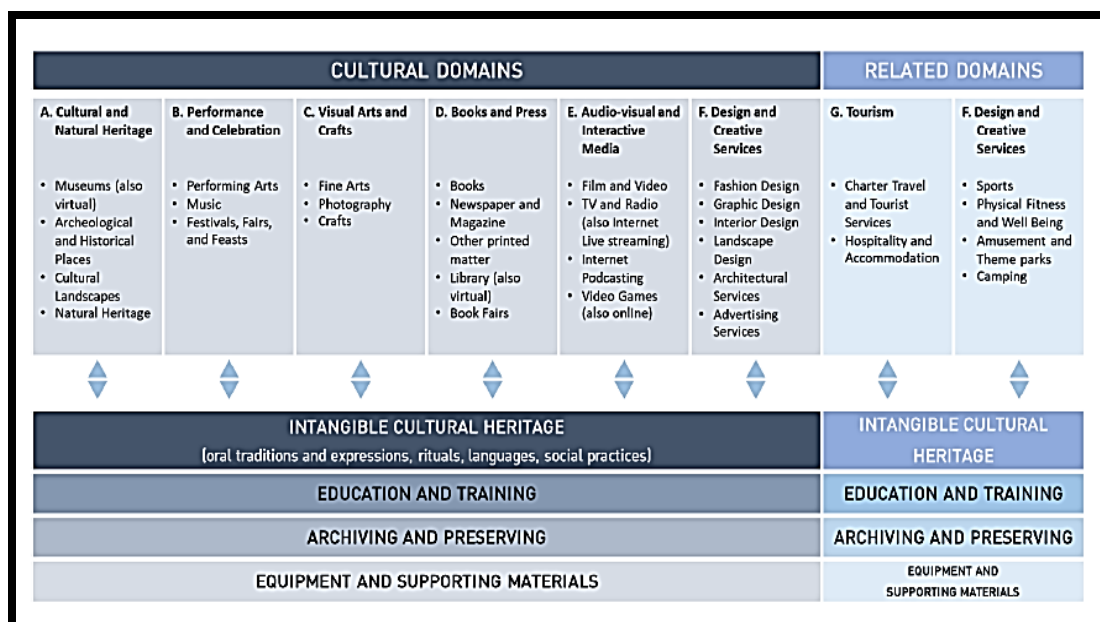 CULTURAL DOMAINS
RELATED DOMAINS
A. Cultural and
Natural Heritage
• Museums (also
virtual)
• Archeological
and Historical
Places
• Cultural
Landscapes
• Natural Heritage
B. Performance
and Celebration
• Performing Arts
• Music
• Festivals, Fairs,
and Feasts
C. Visual Arts and
Crafts
• Fine Arts
• Photography
• Crafts
D. Books and Press
• Books
• Newspaper and
Magazine
• Other printed
matter
• Library (also
virtual)
• Book Fairs
E. Audio-visual and
Interactive
Media
• Film and Video
• TV and Radio
(also Internet
Live streaming)
• Internet
Podcasting
• Video Games
(also online)
F. Design and
Creative
Services
• Fashion Design
• Graphic Design
• Interior Design
• Landscape
Design
• Architectural
Services
• Advertising
Services
G. Tourism
• Charter Travel
and Tourist
Services
• Hospitality and
Accommodation
F. Design and
Creative
Services
• Sports
• Physical Fitness
and Well Being
• Amusement and
Theme parks
• Camping
INTANGIBLE CULTURAL HERITAGE
(oral traditions and expressions, rituals, languages, social practices)
INTANGIBLE CULTURAL
HERITAGE
EDUCATION AND TRAINING
EDUCATION AND TRAINING
ARCHIVING AND PRESERVING
ARCHIVING AND PRESERVING
EQUIPMENT AND SUPPORTING MATERIALS
EQUIPMENT AND
SUPPORTING MATERIALS